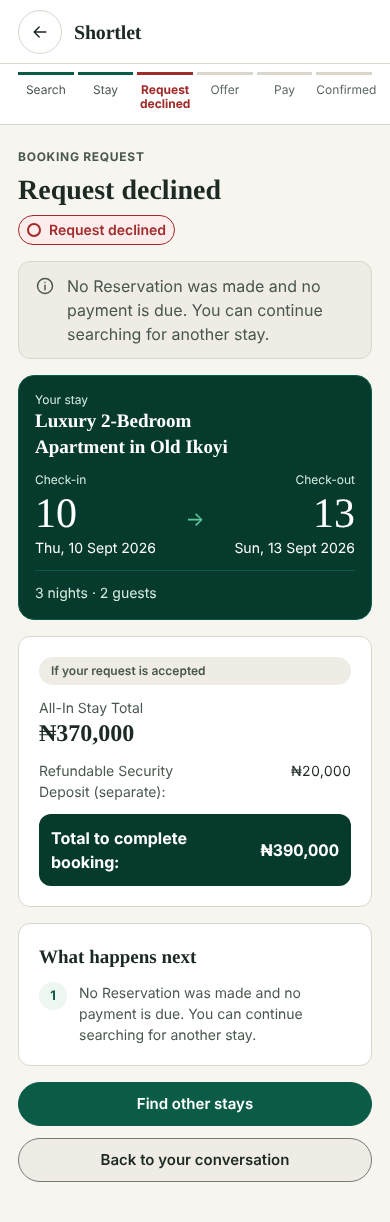 Shortlet
Search
Stay
Request
declined
Offer
Pay
Confirmed
BOOKING REQUEST
Request declined
Request declined
No Reservation was made and no
payment is due. You can continue
searching for another stay.
Your stay
Luxury 2-Bedroom
Apartment in Old Ikoyi
Check-in
Check-out
10
→
13
Thu, 10 Sept 2026
Sun, 13 Sept 2026
3 nights · 2 guests
If your request is accepted
All-In Stay Total
₦370,000
Refundable Security
Deposit (separate):
₦20,000
Total to complete
booking:
₦390,000
What happens next
1
No Reservation was made and no
payment is due. You can continue
searching for another stay.
Find other stays
Back to your conversation